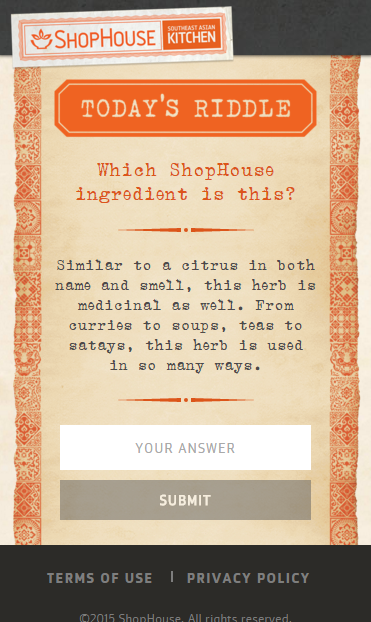 SHOPHOUSE
SOUTHEAST ASIAN
KITCHEN
TODAY'S RIDDLE
Which ShopHouse
ingredient is this?
Similar to a citrus in both
name and smell, this herb is
medicinal as well. From
curries to soups, teas to
satays, this herb is used
in so many ways.
YOUR ANSWER
SUBMIT
TERMS OF USE | PRIVACY POLICY
©2015 ShopHouse. All rights reserved.